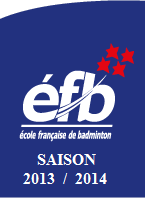 éfb
école française de badminton
SAISON
2013 / 2014